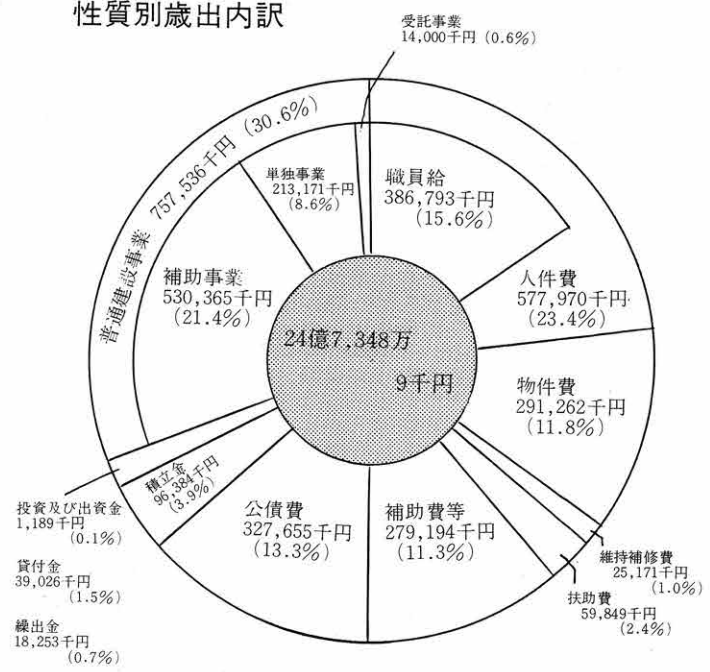 性質別歳出内訳
受託事業
14,000千円(0.6%)
普通建設事業 757,536千円(30.6%)
単独事業
213,171千円
(8.6%)
職員給
386,793千円
(15.6%)
補助事業
530,365千円
(21.4%)
人件費
577,970千円
(23.4%)
24億7,348万
9千円
物件費
291,262千円
(11.8%)
積立金
96,384千円
(3.9%)
公債費
327,655千円
(13.3%)
補助費等
279,194千円
(11.3%)
投資及び出資金
1,189千円
(0.1%)
貸付金
39,026千円
(1.5%)
繰出金
18,253千円
(0.7%)
維持補修費
25,171千円
(1.0%)
扶助費
59,849千円
(2.4%)